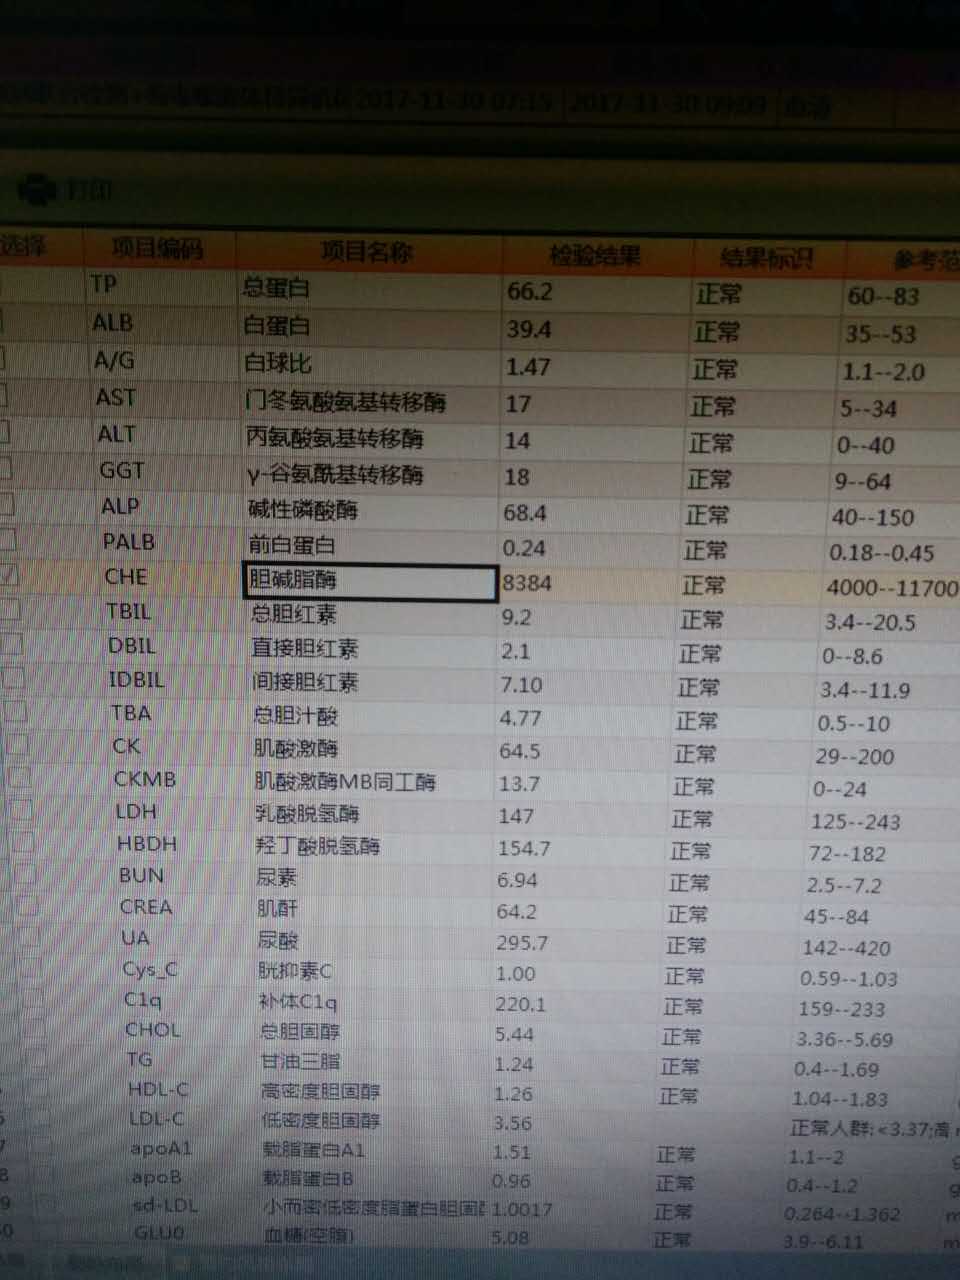 2017-11-30 07:15 2017-11-30 09:09 血清
打印
选择 项目编码 项目名称 检验结果 结果标识 参考范
TP 总蛋白 66.2 正常 60--83
ALB 白蛋白 39.4 正常 35--53
A/G 白球比 1.47 正常 1.1--2.0
AST 门冬氨酸氨基转移酶 17 正常 5--34
ALT 丙氨酸氨基转移酶 14 正常 0--40
GGT γ-谷氨酰基转移酶 18 正常 9--64
ALP 碱性磷酸酶 68.4 正常 40--150
PALB 前白蛋白 0.24 正常 0.18--0.45
CHE 胆碱脂酶 8384 正常 4000--11700
TBIL 总胆红素 9.2 正常 3.4--20.5
DBIL 直接胆红素 2.1 正常 0--8.6
IDBIL 间接胆红素 7.10 正常 3.4--11.9
TBA 总胆汁酸 4.77 正常 0.5--10
CK 肌酸激酶 64.5 正常 29--200
CKMB 肌酸激酶MB同工酶 13.7 正常 0--24
LDH 乳酸脱氢酶 147 正常 125--243
HBDH 羟丁酸脱氢酶 154.7 正常 72--182
BUN 尿素 6.94 正常 2.5--7.2
CREA 肌酐 64.2 正常 45--84
UA 尿酸 295.7 正常 142--420
Cys_C 胱抑素C 1.00 正常 0.59--1.03
C1q 补体C1q 220.1 正常 159--233
CHOL 总胆固醇 5.44 正常 3.36--5.69
TG 甘油三脂 1.24 正常 0.4--1.69
HDL-C 高密度胆固醇 1.26 正常 1.04--1.83
LDL-C 低密度胆固醇 3.56 正常人群:<3.37;高
apoA1 载脂蛋白A1 1.51 正常 1.1--2
apoB 载脂蛋白B 0.96 正常 0.4--1.2
sd-LDL 小而密低密度脂蛋白胆固 1.0017 正常 0.264--1.362
GLU0 血糖(空腹) 5.08 正常 3.9--6.11